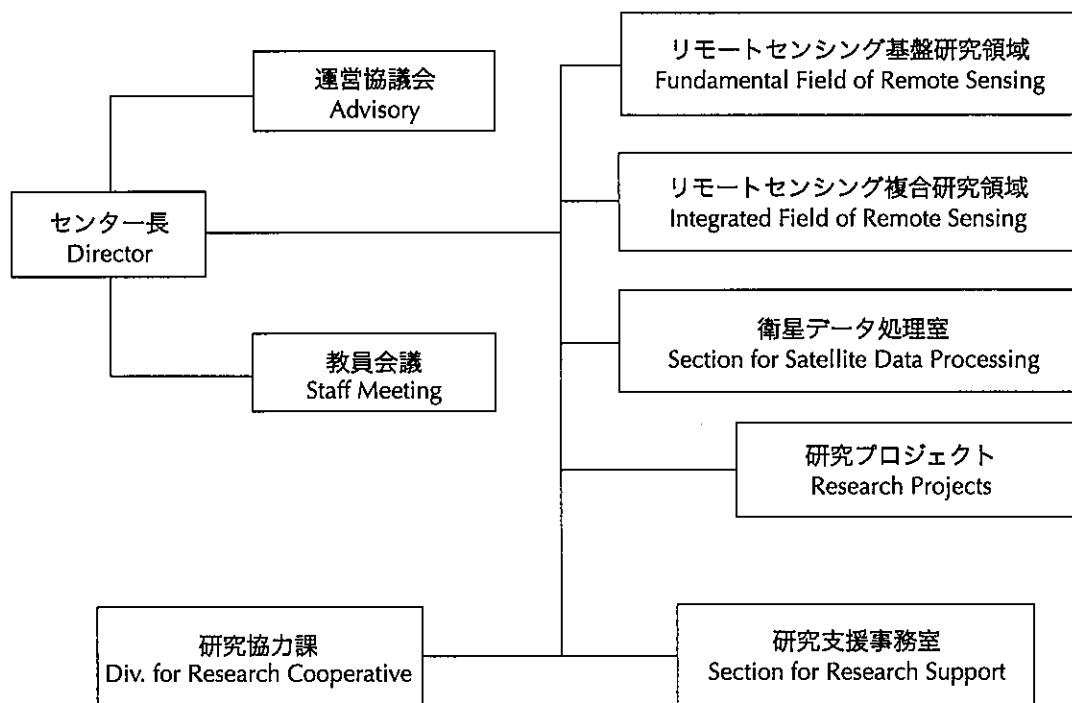 運営協議会
Advisory
センター長
Director
教員会議
Staff Meeting
リモートセンシング基盤研究領域
Fundamental Field of Remote Sensing
リモートセンシング複合研究領域
Integrated Field of Remote Sensing
衛星データ処理室
Section for Satellite Data Processing
研究プロジェクト
Research Projects
研究協力課
Div. for Research Cooperative
研究支援事務室
Section for Research Support